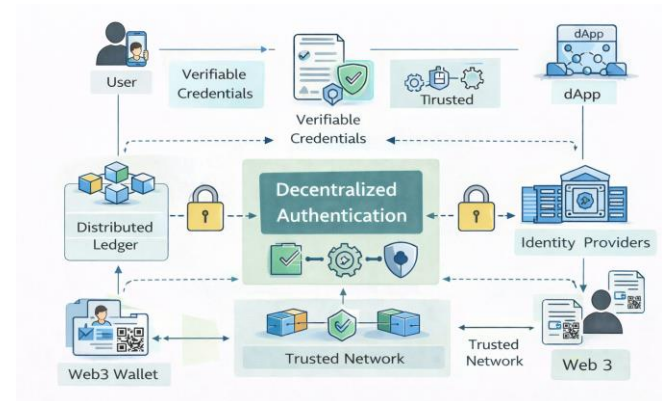 dApp
User
Verifiable
Credentials
Verifiable
Credentials
Tirusted
dApp
Decentralized
Authentication
Distributed
Ledger
Identity Providers
Web3 Wallet
Trusted Network
Trusted
Network
Web 3